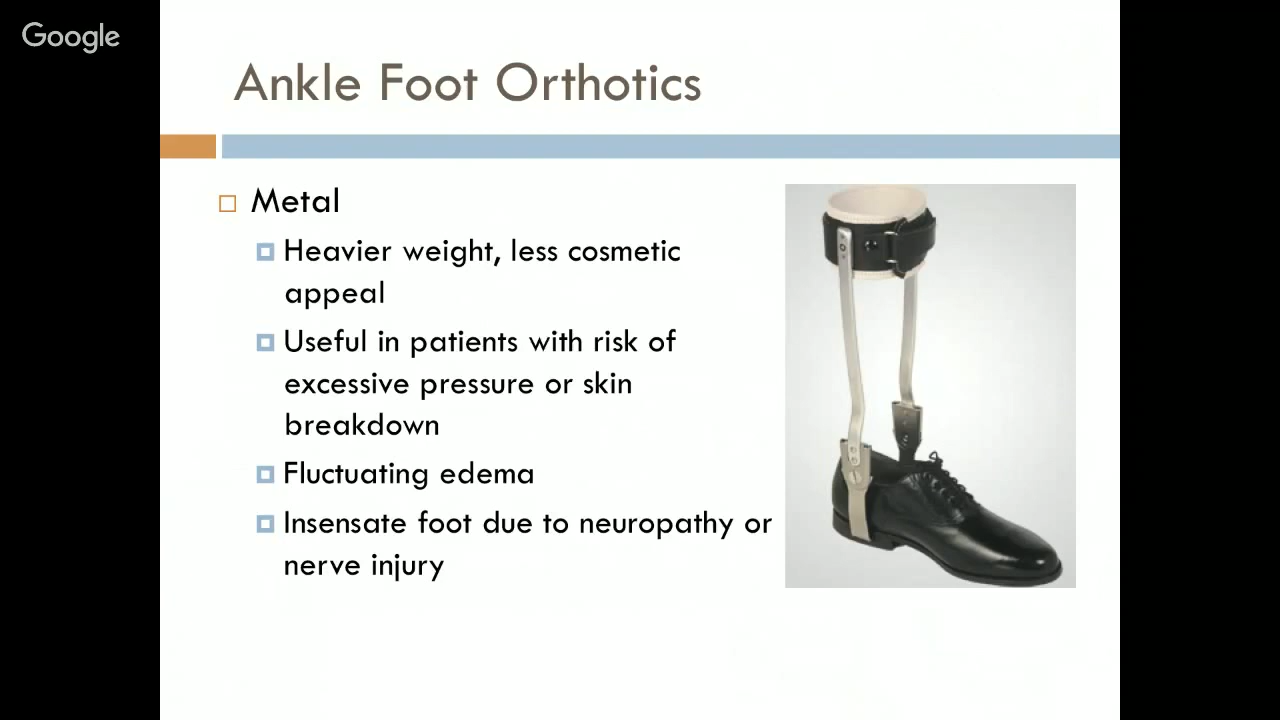 Google
Ankle Foot Orthotics
Metal
Heavier weight, less cosmetic
appeal
Useful in patients with risk of
excessive pressure or skin
breakdown
Fluctuating edema
Insensate foot due to neuropathy or
nerve injury